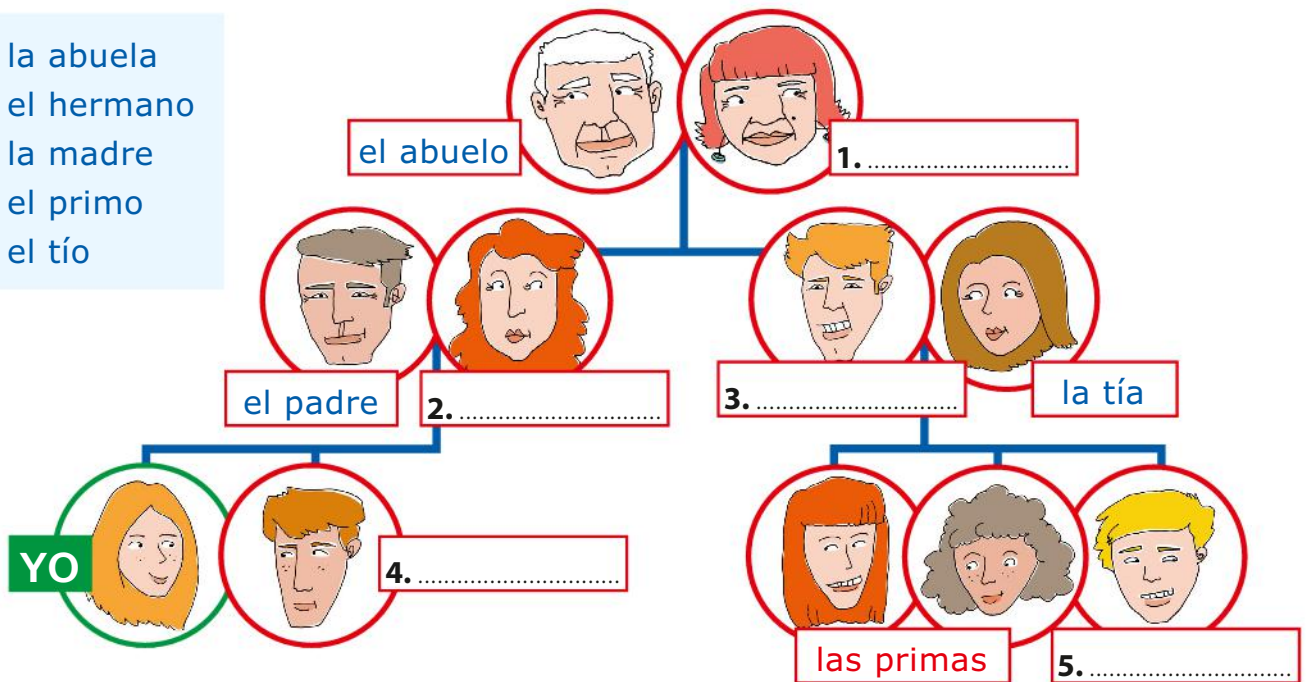 la abuela
el hermano
la madre
el primo
el tío
el abuelo
1. ..............................
el padre
2. ..............................
3. ..............................
la tía
YO
4. ..............................
las primas
5. ..............................